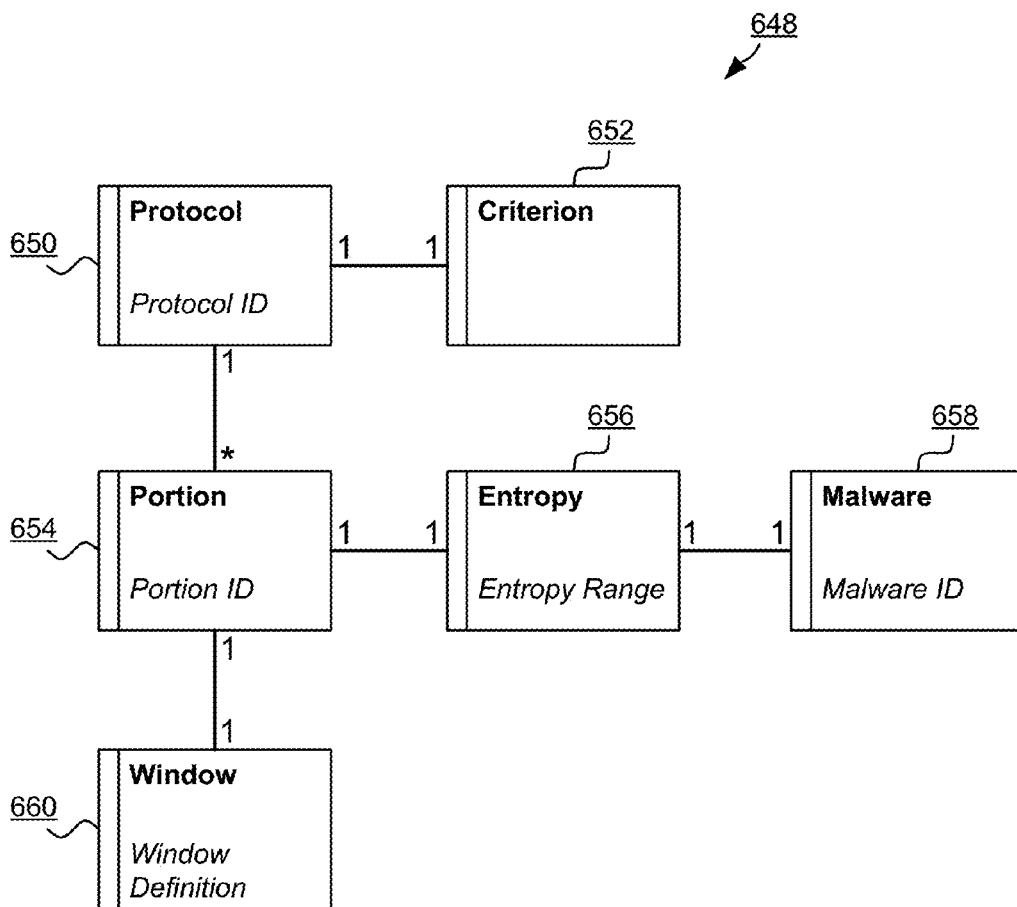 648
652
Protocol
Criterion
650
1
1
Protocol ID
1
656
658
*
Portion
Entropy
Malware
654
1
1
1
1
Portion ID
Entropy Range
Malware ID
1
1
Window
660
Window
Definition